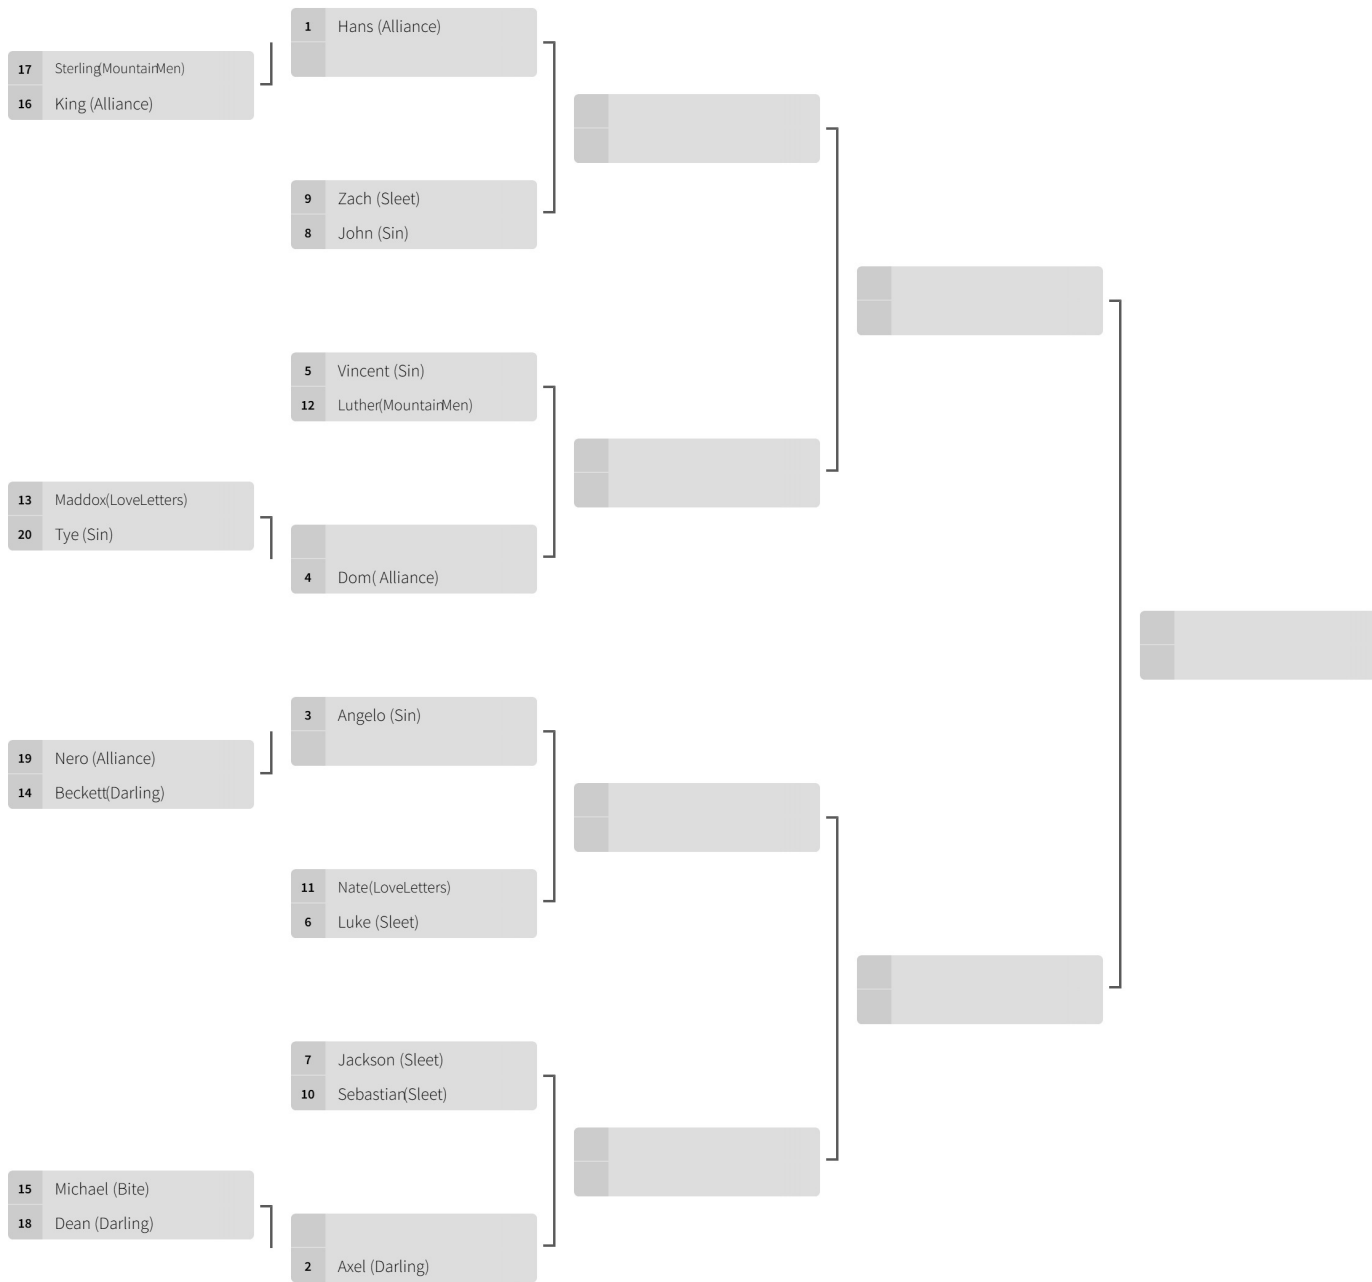 1 Hans (Alliance)
17 Sterling(MountainMen)
16 King (Alliance)
9 Zach (Sleet)
8 John (Sin)
5 Vincent (Sin)
12 Luther(MountainMen)
13 Maddox(LoveLetters)
20 Tye (Sin)
4 Dom( Alliance)
3 Angelo (Sin)
19 Nero (Alliance)
14 Beckett(Darling)
11 Nate(LoveLetters)
6 Luke (Sleet)
7 Jackson (Sleet)
10 Sebastian(Sleet)
15 Michael (Bite)
18 Dean (Darling)
2 Axel (Darling)